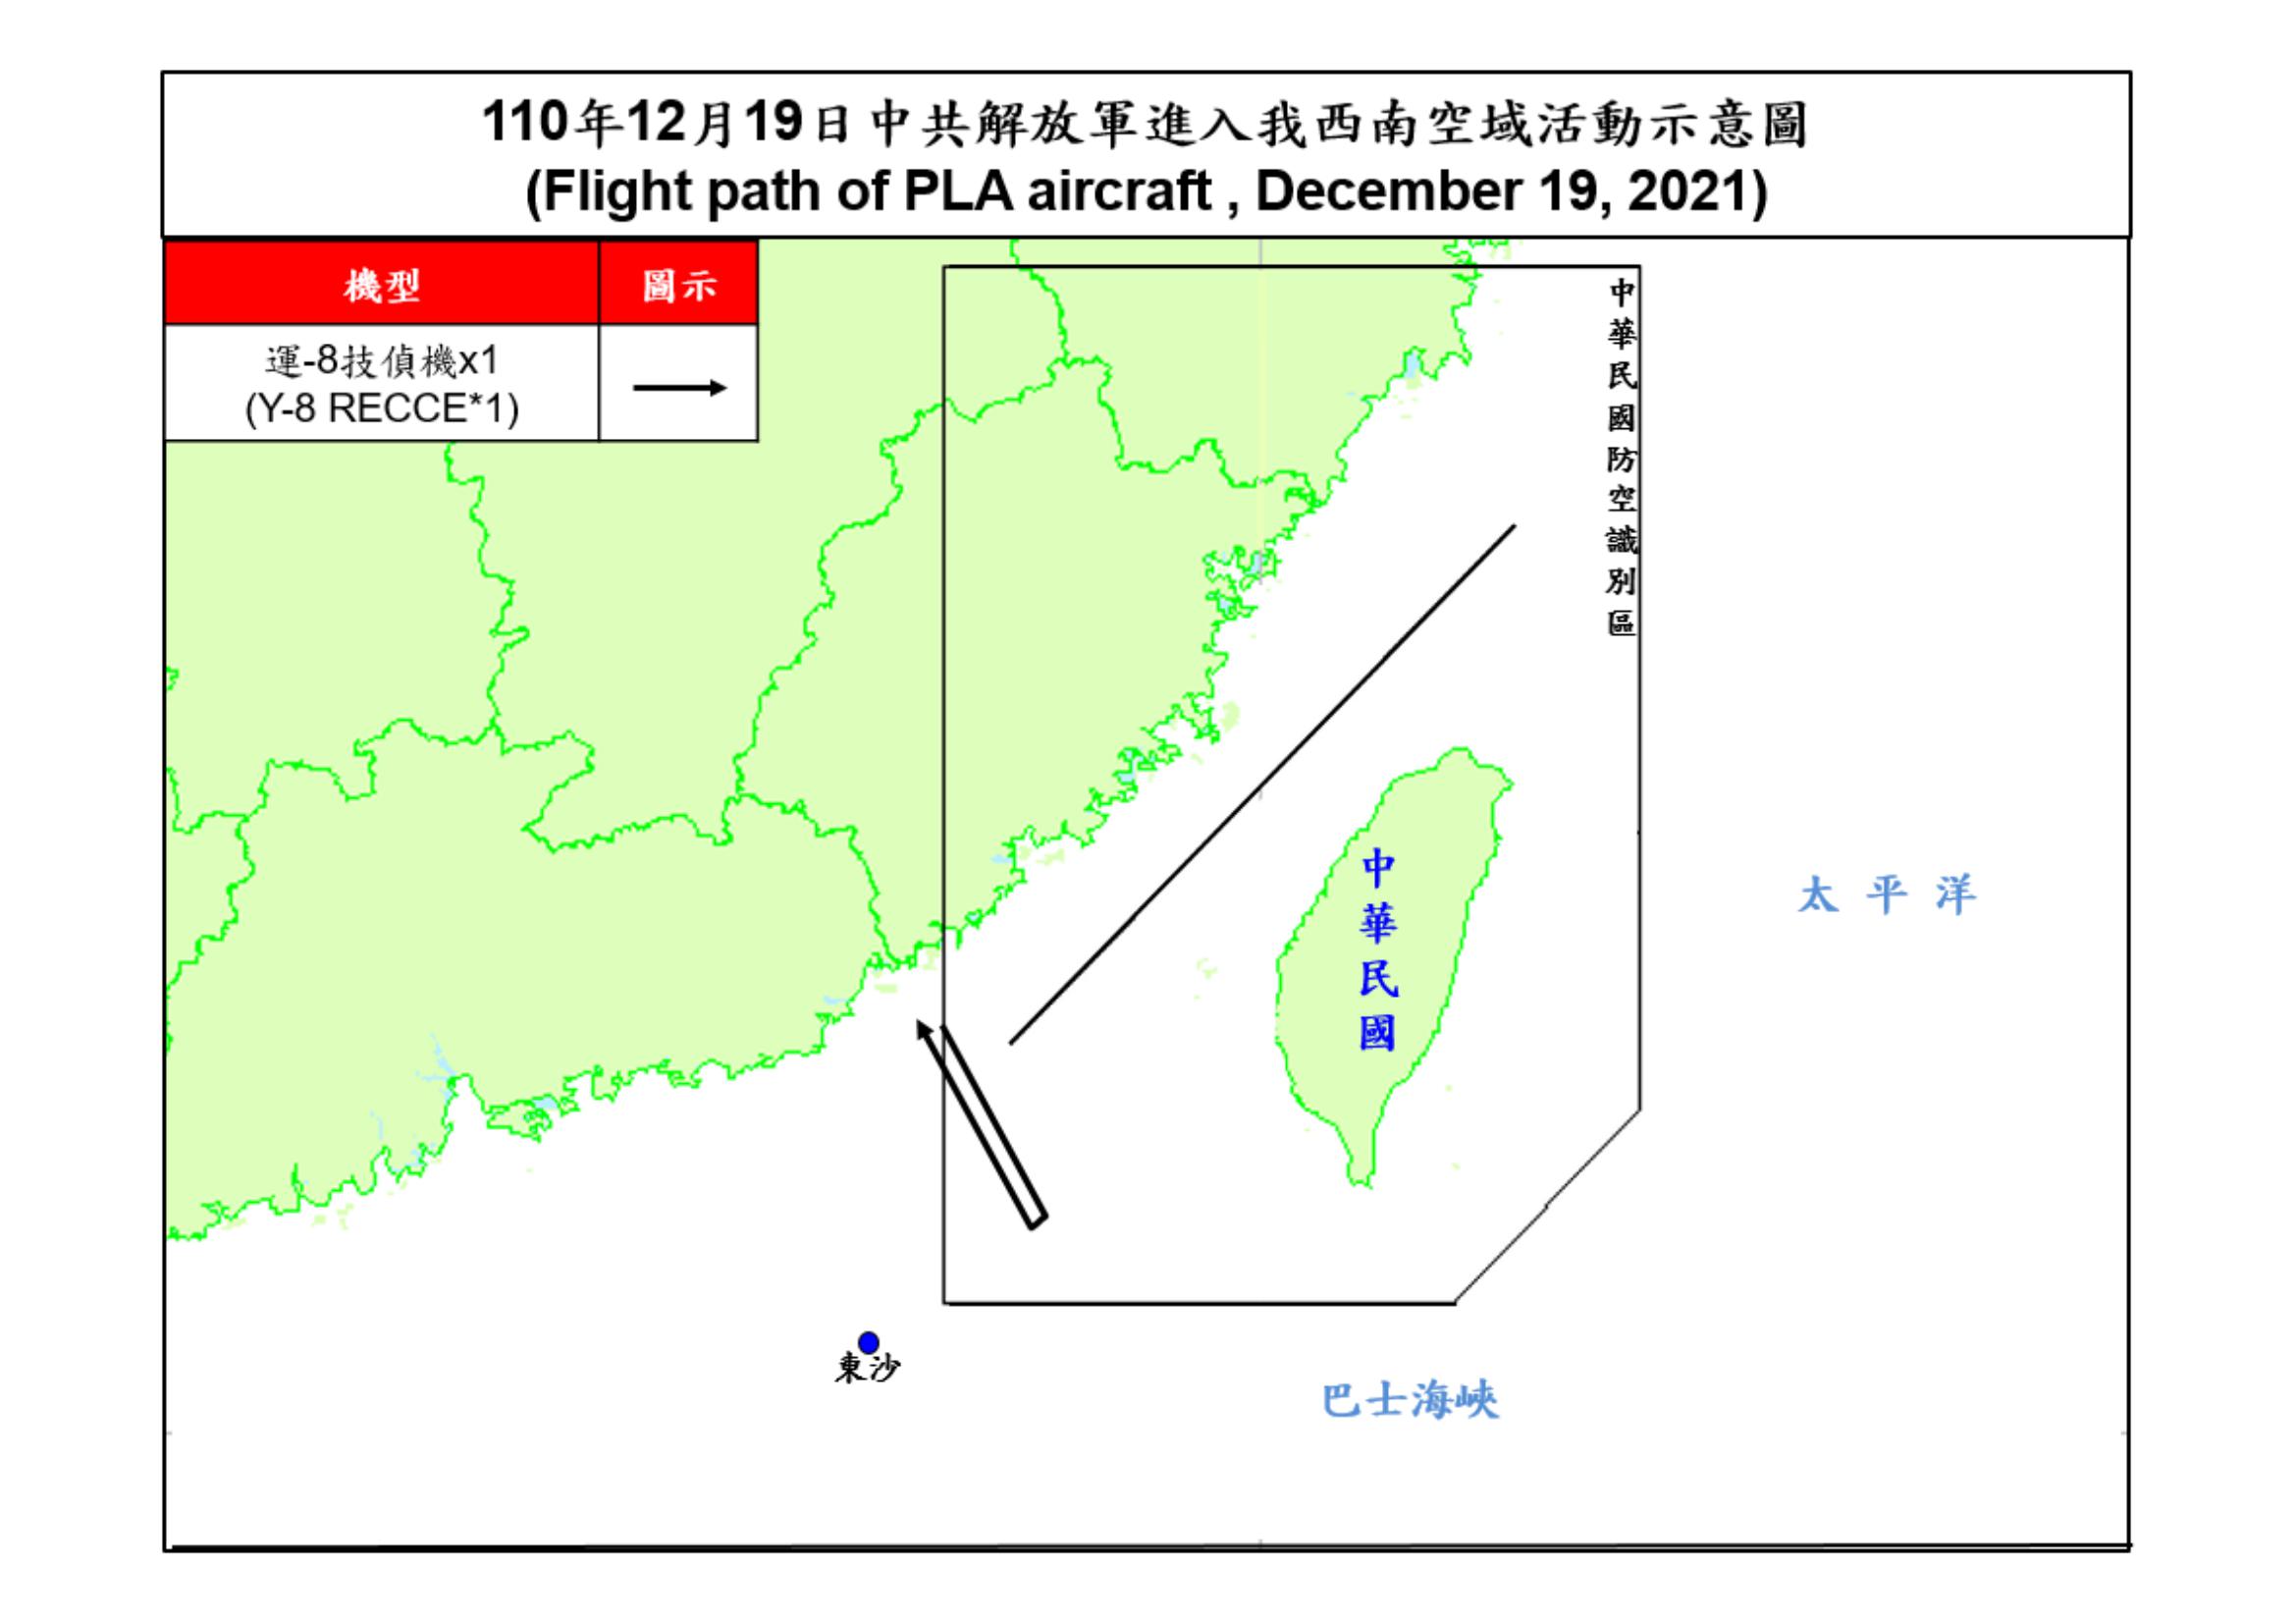 110年12月19日中共解放軍進入我西南空域活動示意圖
(Flight path of PLA aircraft , December 19, 2021)
機型
圖示
運-8技偵機x1
(Y-8 RECCE*1)
中華民國防空識別區
中華民國
太平洋
東沙
巴士海峽